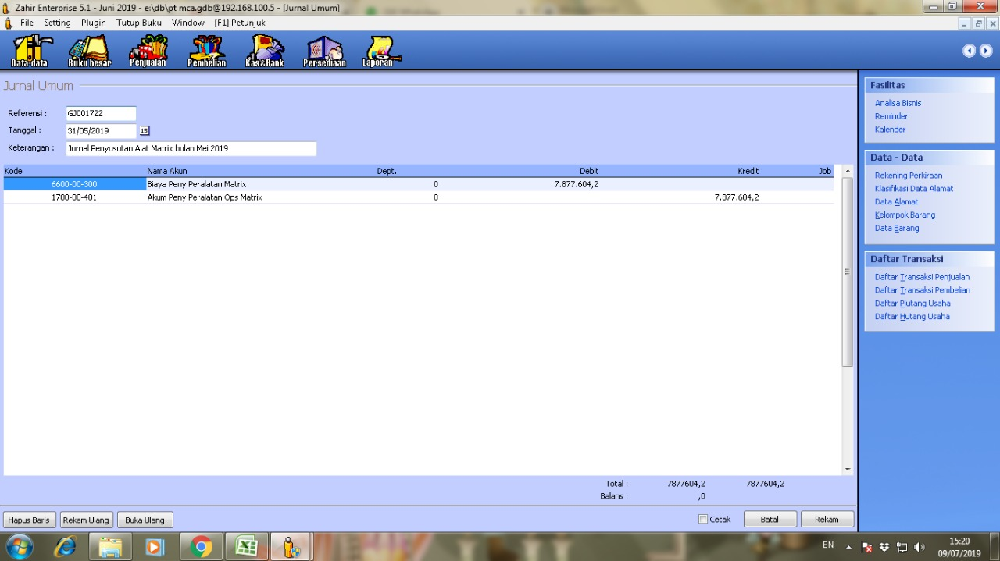 Zahir Enterprise 5.1 - Juni 2019 - e:\db\pt mca.gdb@192.168.100.5 - [Jurnal Umum]
File Setting Plugin Tutup Buku Window [F1] Petunjuk
Data-data Buku besar Penjualan Pembelian Kas&Bank Persediaan Laporan
Jurnal Umum
Referensi : GJ001722
Tanggal : 31/05/2019 15
Keterangan : Jurnal Penyusutan Alat Matrix bulan Mei 2019
Kode Nama Akun Dept. Debit Kredit Job
6600-00-300 Biaya Peny Peralatan Matrix 0 7.877.604,2
1700-00-401 Akum Peny Peralatan Ops Matrix 0 7.877.604,2
Total : 7877604,2 7877604,2
Balans : ,0
Hapus Baris Rekam Ulang Buka Ulang Cetak Batal Rekam
Fasilitas
Analisa Bisnis
Reminder
Kalender
Data - Data
Rekening Perkiraan
Klasifikasi Data Alamat
Data Alamat
Kelompok Barang
Data Barang
Daftar Transaksi
Daftar Transaksi Penjualan
Daftar Transaksi Pembelian
Daftar Piutang Usaha
Daftar Hutang Usaha
EN
15:20
09/07/2019